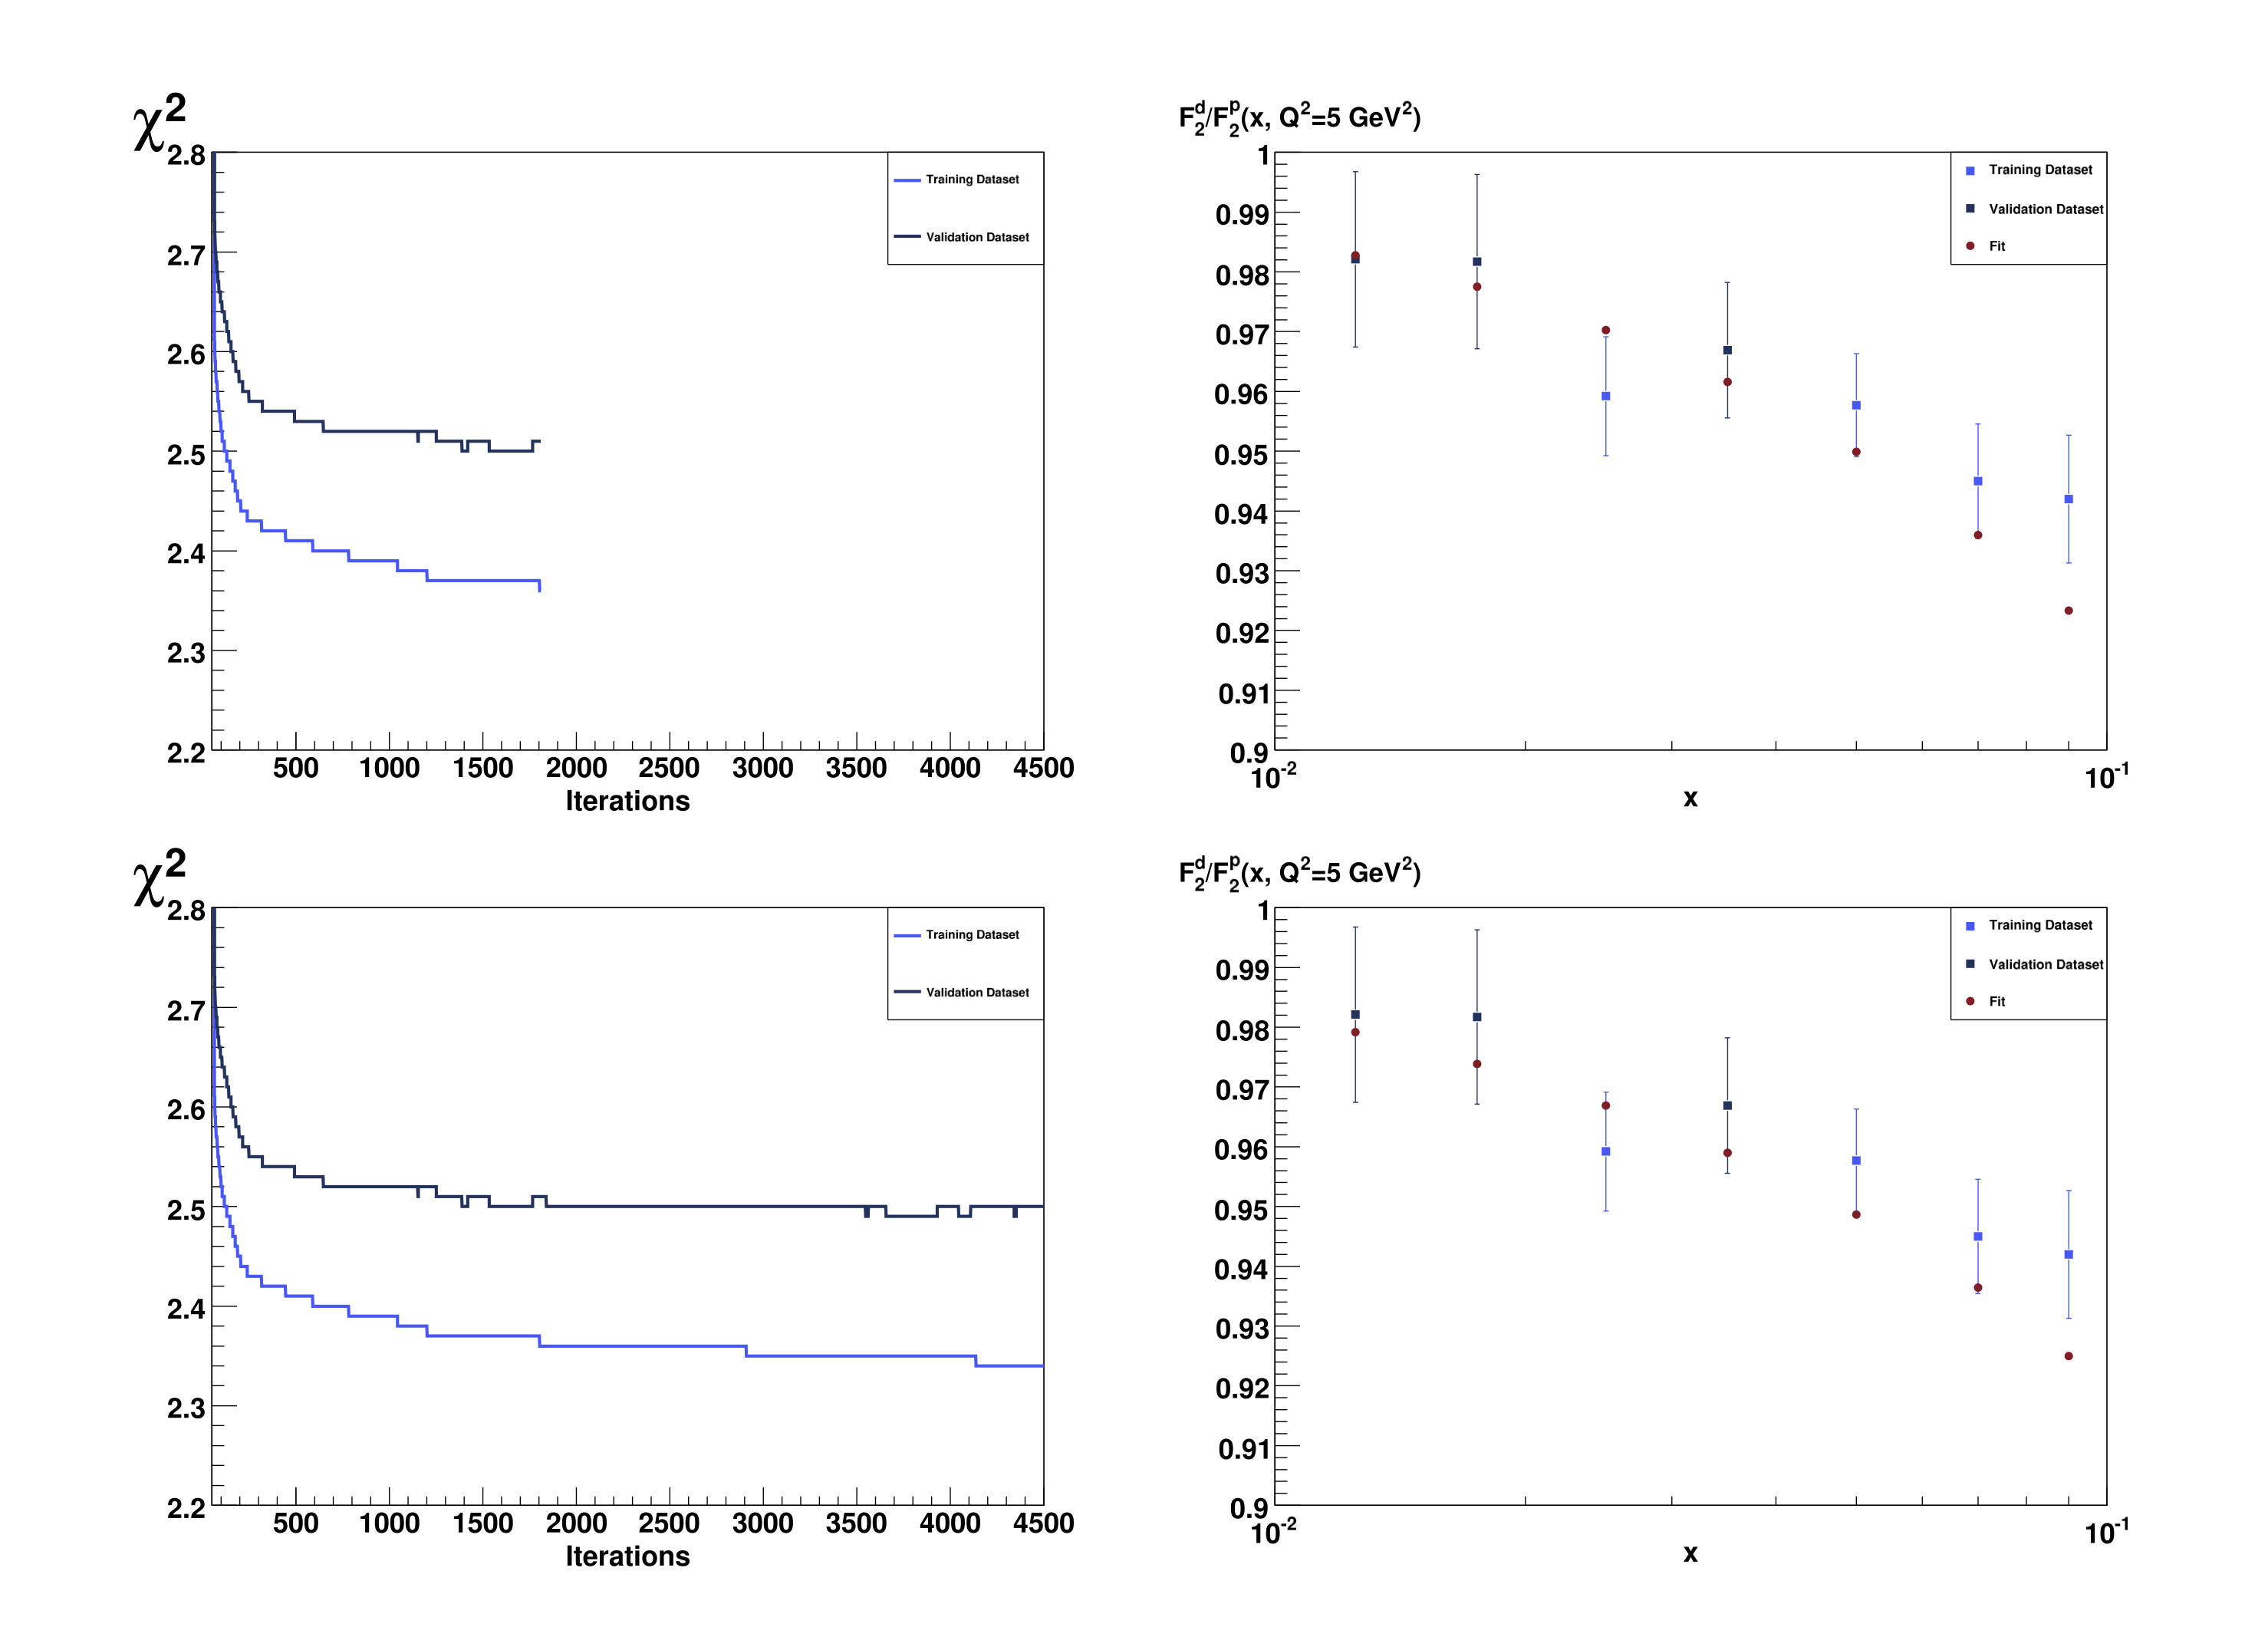 χ2
2.8
2.7
2.6
2.5
2.4
2.3
2.2
500 1000 1500 2000 2500 3000 3500 4000 4500
Iterations
Training Dataset
Validation Dataset
F2d/F2p(x, Q2=5 GeV2)
1
0.99
0.98
0.97
0.96
0.95
0.94
0.93
0.92
0.91
0.9
10-2 10-1
x
Training Dataset
Validation Dataset
Fit
χ2
2.8
2.7
2.6
2.5
2.4
2.3
2.2
500 1000 1500 2000 2500 3000 3500 4000 4500
Iterations
Training Dataset
Validation Dataset
F2d/F2p(x, Q2=5 GeV2)
1
0.99
0.98
0.97
0.96
0.95
0.94
0.93
0.92
0.91
0.9
10-2 10-1
x
Training Dataset
Validation Dataset
Fit